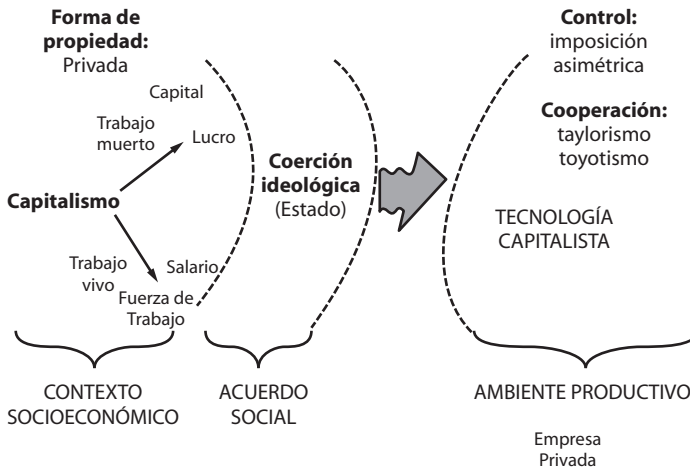 Forma de
propiedad:
Privada
Capital
Trabajo
muerto
Lucro
Capitalismo
Trabajo
vivo
Salario
Fuerza de
Trabajo
Coerción
ideológica
(Estado)
Control:
imposición
asimétrica
Cooperación:
taylorismo
toyotismo
TECNOLOGÍA
CAPITALISTA
CONTEXTO
SOCIOECONÓMICO
ACUERDO
SOCIAL
AMBIENTE PRODUCTIVO
Empresa
Privada